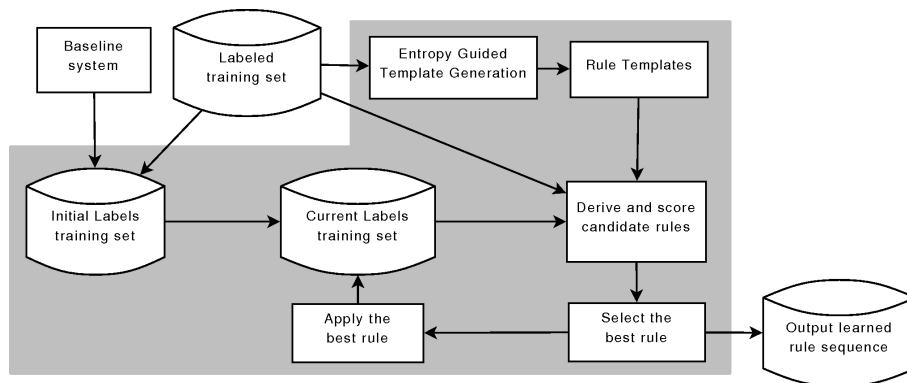 Baseline
system
Labeled
training set
Entropy Guided
Template Generation
Rule Templates
Initial Labels
training set
Current Labels
training set
Derive and score
candidate rules
Apply the
best rule
Select the
best rule
Output learned
rule sequence